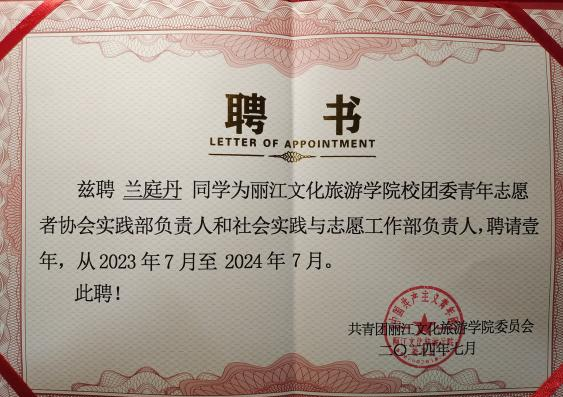 聘 书
LETTER OF APPOINTMENT
兹聘 兰庭丹 同学为丽江文化旅游学院校团委青年志愿
者协会实践部负责人和社会实践与志愿工作部负责人，聘请壹
年，从2023年7月至 2024年 7月。
此聘！
共青团丽江文化旅游学院委员会
二〇二四年七月